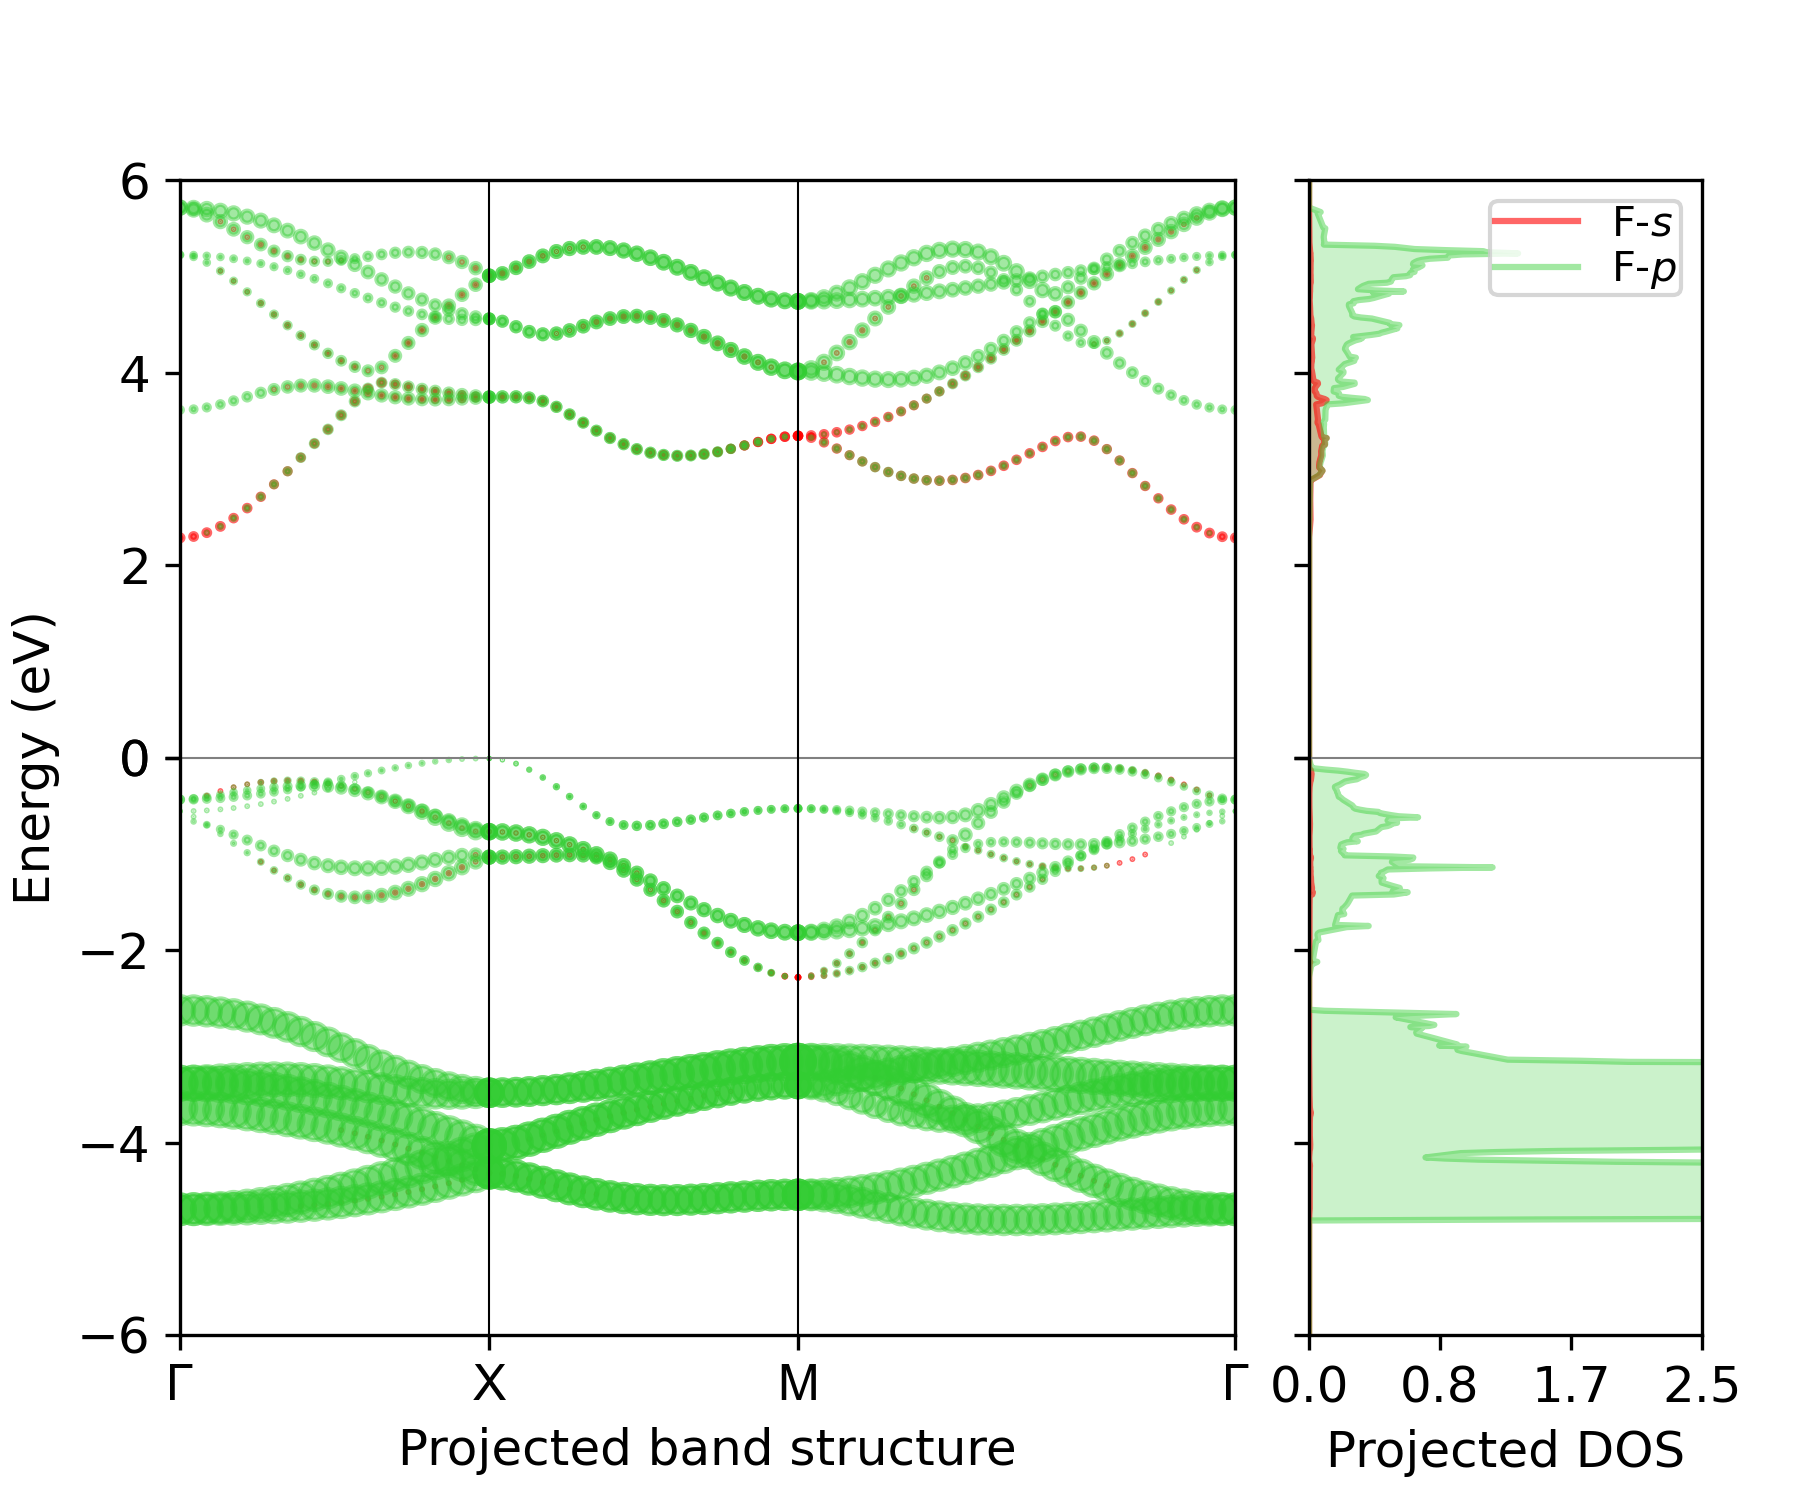 6
4
2
0
−2
−4
−6
Energy (eV)
Γ X M Γ
Projected band structure
F-s
F-p
0.0 0.8 1.7 2.5
Projected DOS